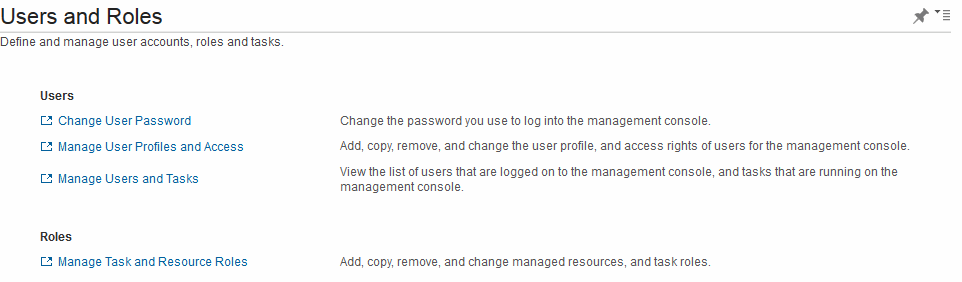 Users and Roles
Define and manage user accounts, roles and tasks.
Users
Change User Password
Change the password you use to log into the management console.
Manage User Profiles and Access
Add, copy, remove, and change the user profile, and access rights of users for the management console.
Manage Users and Tasks
View the list of users that are logged on to the management console, and tasks that are running on the
management console.
Roles
Manage Task and Resource Roles
Add, copy, remove, and change managed resources, and task roles.